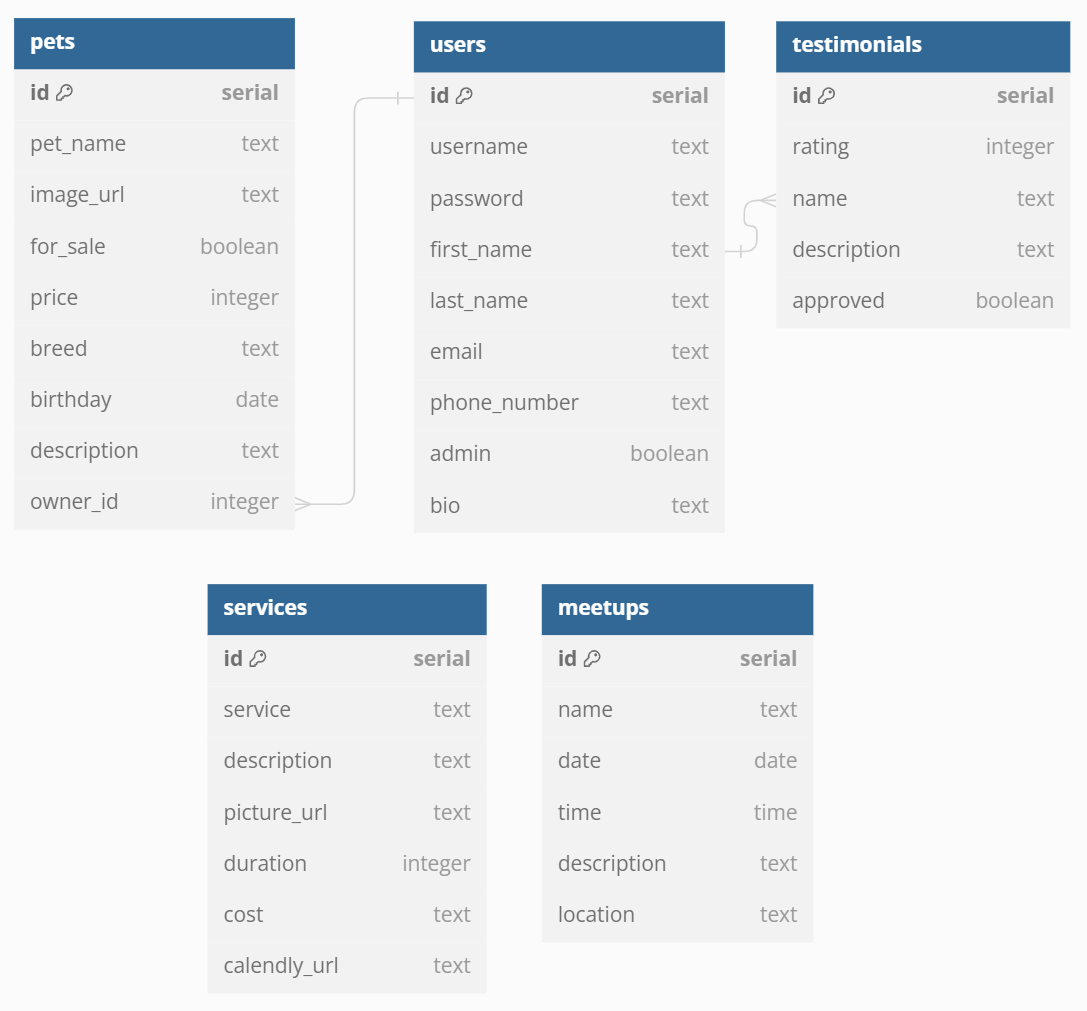 pets
id serial
pet_name text
image_url text
for_sale boolean
price integer
breed text
birthday date
description text
owner_id integer
users
id serial
username text
password text
first_name text
last_name text
email text
phone_number text
admin boolean
bio text
testimonials
id serial
rating integer
name text
description text
approved boolean
services
id serial
service text
description text
picture_url text
duration integer
cost text
calendly_url text
meetups
id serial
name text
date date
time time
description text
location text